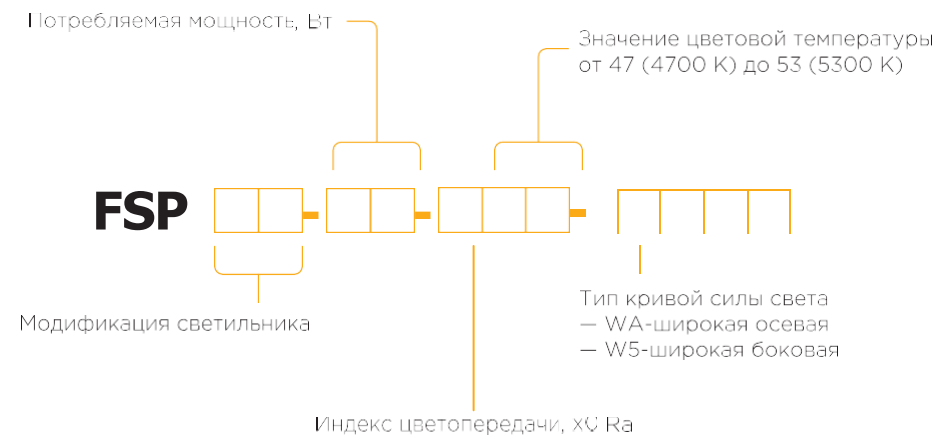 Потребляемая мощность, Вт
Значение цветовой температуры
от 47 (4700 К) до 53 (5300 К)
FSP
Тип кривой силы света
— WA-широкая осевая
— W5-широкая боковая
Модификация светильника
Индекс цветопередачи, x0 Ra